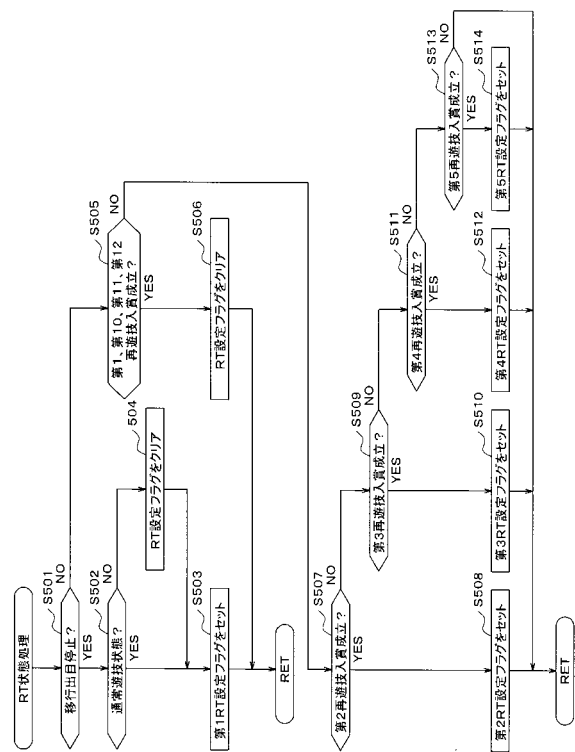 RT状態処理
S501
移行出目停止?
NO
YES
S502
通常遊技状態?
NO
YES
504
RT設定フラグをクリア
S503
第1RT設定フラグをセット
RET
S505
第1、第10、第11、第12
再遊技入賞成立?
NO
YES
S506
RT設定フラグをクリア
S507
第2再遊技入賞成立?
NO
YES
S508
第2RT設定フラグをセット
RET
S509
第3再遊技入賞成立?
NO
YES
S510
第3RT設定フラグをセット
S511
第4再遊技入賞成立?
NO
YES
S512
第4RT設定フラグをセット
S513
第5再遊技入賞成立?
NO
YES
S514
第5RT設定フラグをセット